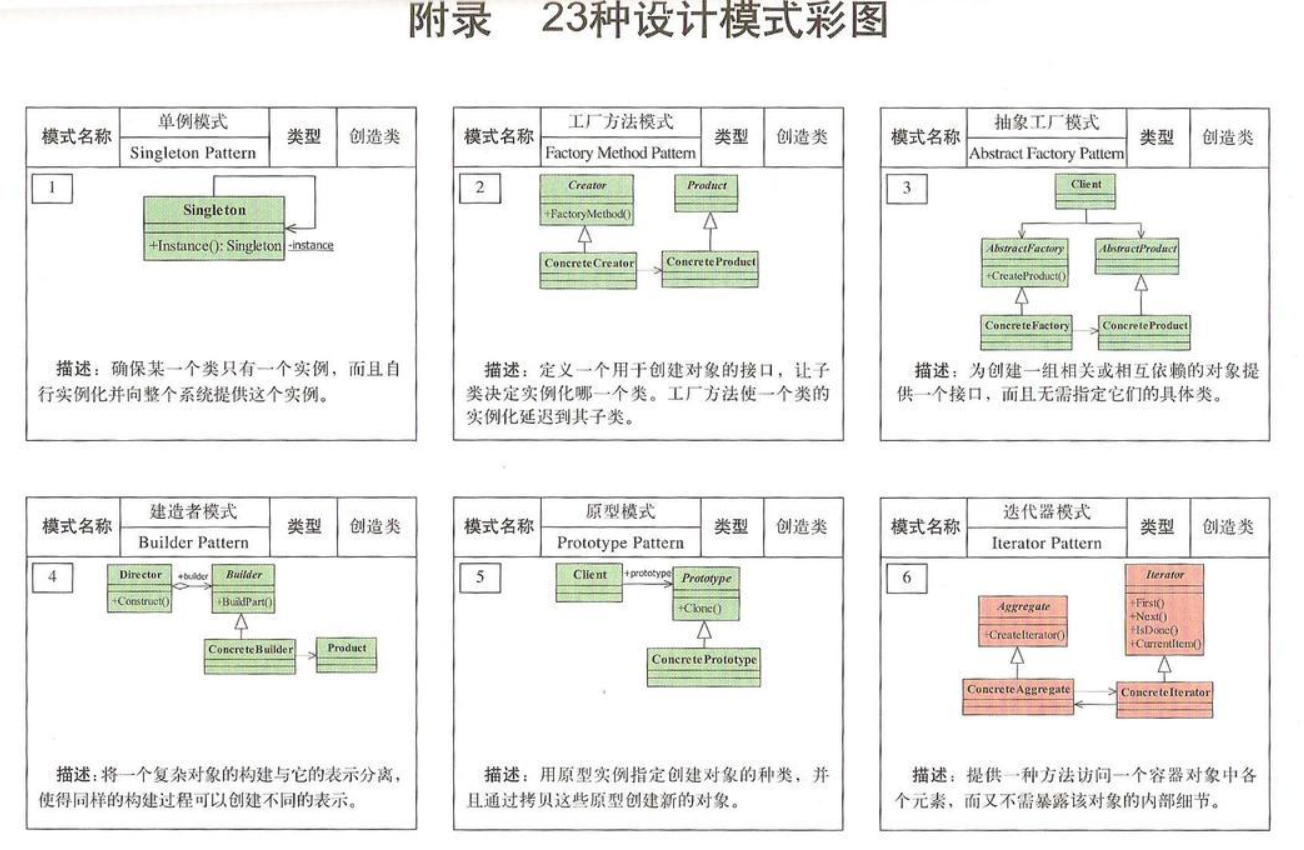 附录 23种设计模式彩图
模式名称
单例模式
Singleton Pattern
类型
创造类
1
Singleton
+Instance(): Singleton
-instance
描述：确保某一个类只有一个实例，而且自
行实例化并向整个系统提供这个实例。
模式名称
工厂方法模式
Factory Method Pattern
类型
创造类
2
Creator
+FactoryMethod()
Product
ConcreteCreator
ConcreteProduct
描述：定义一个用于创建对象的接口，让子
类决定实例化哪一个类。工厂方法使一个类的
实例化延迟到其子类。
模式名称
抽象工厂模式
Abstract Factory Pattern
类型
创造类
3
Client
AbstractFactory
+CreateProduct()
AbstractProduct
ConcreteFactory
ConcreteProduct
描述：为创建一组相关或相互依赖的对象提
供一个接口，而且无需指定它们的具体类。
模式名称
建造者模式
Builder Pattern
类型
创造类
4
Director
+Construct()
+builder
Builder
+BuildPart()
ConcreteBuilder
Product
描述：将一个复杂对象的构建与它的表示分离，
使得同样的构建过程可以创建不同的表示。
模式名称
原型模式
Prototype Pattern
类型
创造类
5
Client
+prototype
Prototype
+Clone()
ConcretePrototype
描述：用原型实例指定创建对象的种类，并
且通过拷贝这些原型创建新的对象。
模式名称
迭代器模式
Iterator Pattern
类型
创造类
6
Aggregate
+CreateIterator()
Iterator
+First()
+Next()
+IsDone()
+CurrentItem()
ConcreteAggregate
ConcreteIterator
描述：提供一种方法访问一个容器对象中各
个元素，而又不需暴露该对象的内部细节。